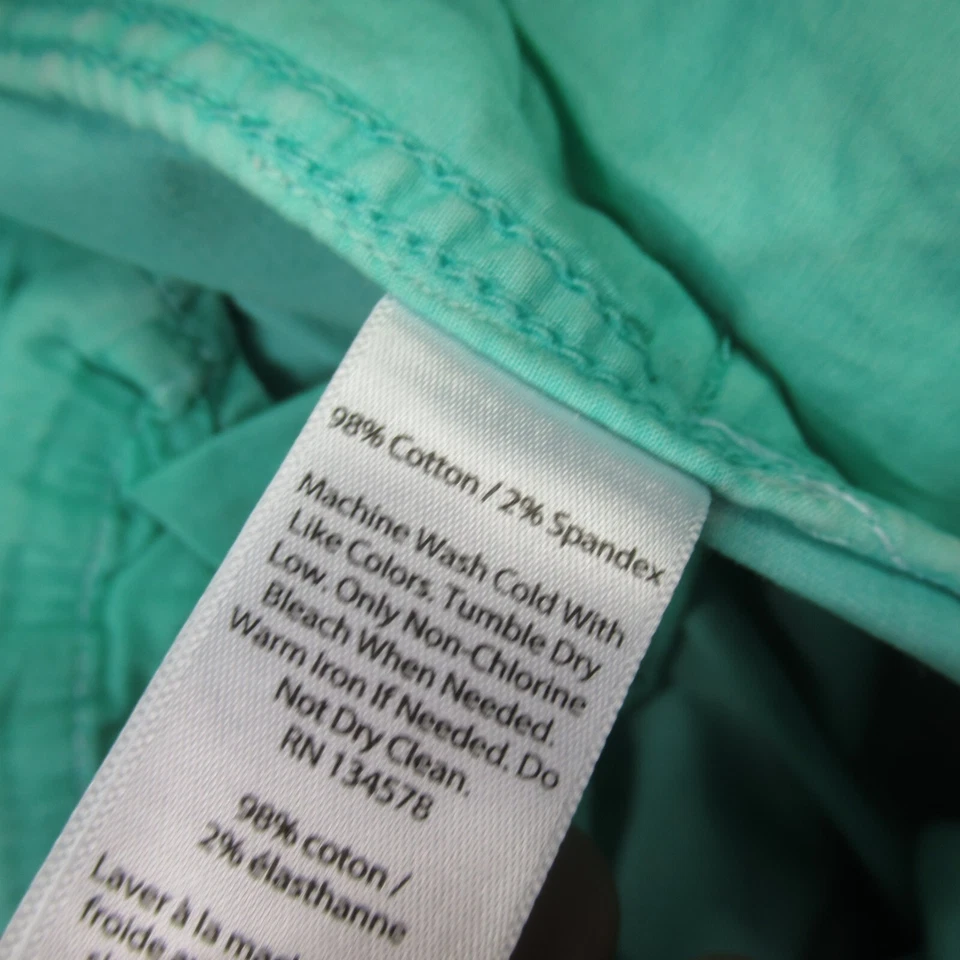 98% Cotton / 2% Spandex
Machine Wash Cold With
Like Colors. Tumble Dry
Low. Only Non-Chlorine
Bleach When Needed.
Warm Iron If Needed. Do
Not Dry Clean.
RN 134578
98% coton /
2% élasthanne
Laver à la
froide